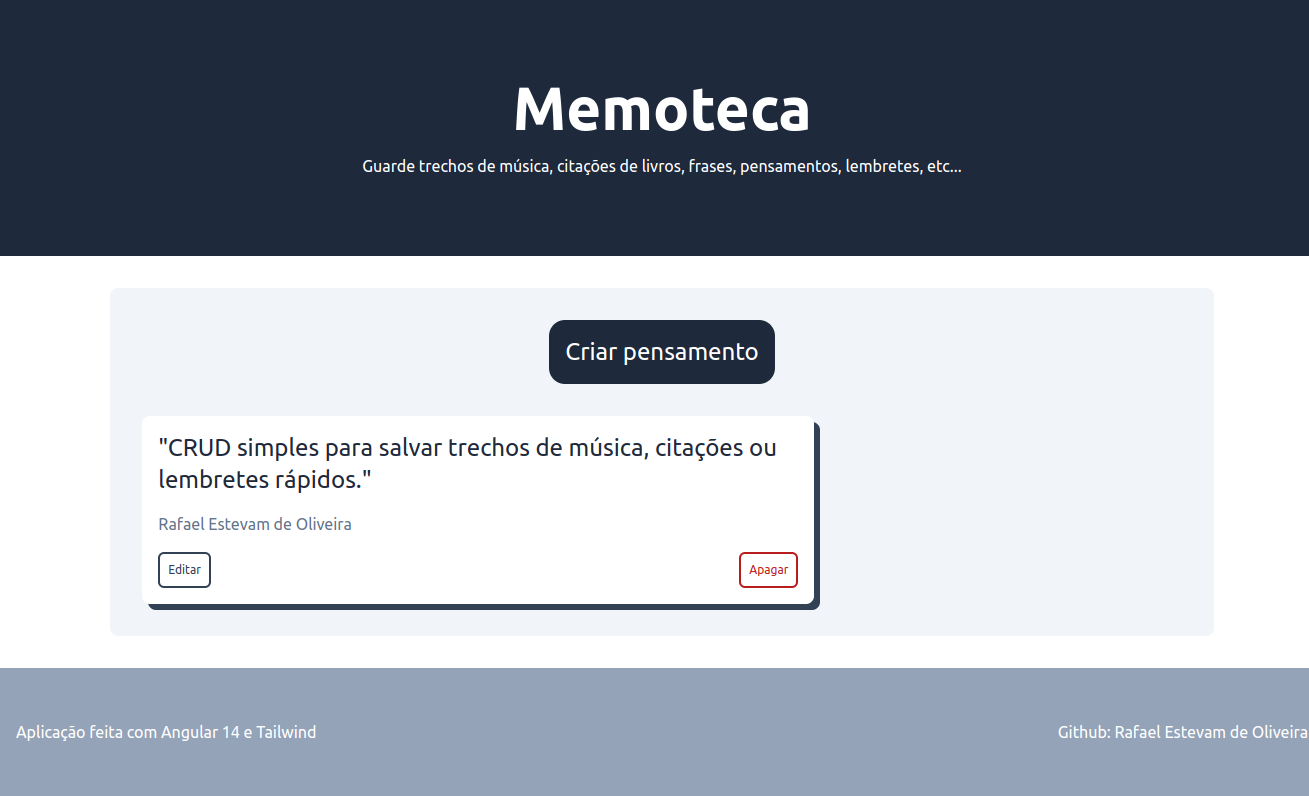 Memoteca
Guarde trechos de música, citações de livros, frases, pensamentos, lembretes, etc...
Criar pensamento
"CRUD simples para salvar trechos de música, citações ou
lembretes rápidos."
Rafael Estevam de Oliveira
Editar
Apagar
Aplicação feita com Angular 14 e Tailwind
Github: Rafael Estevam de Oliveira